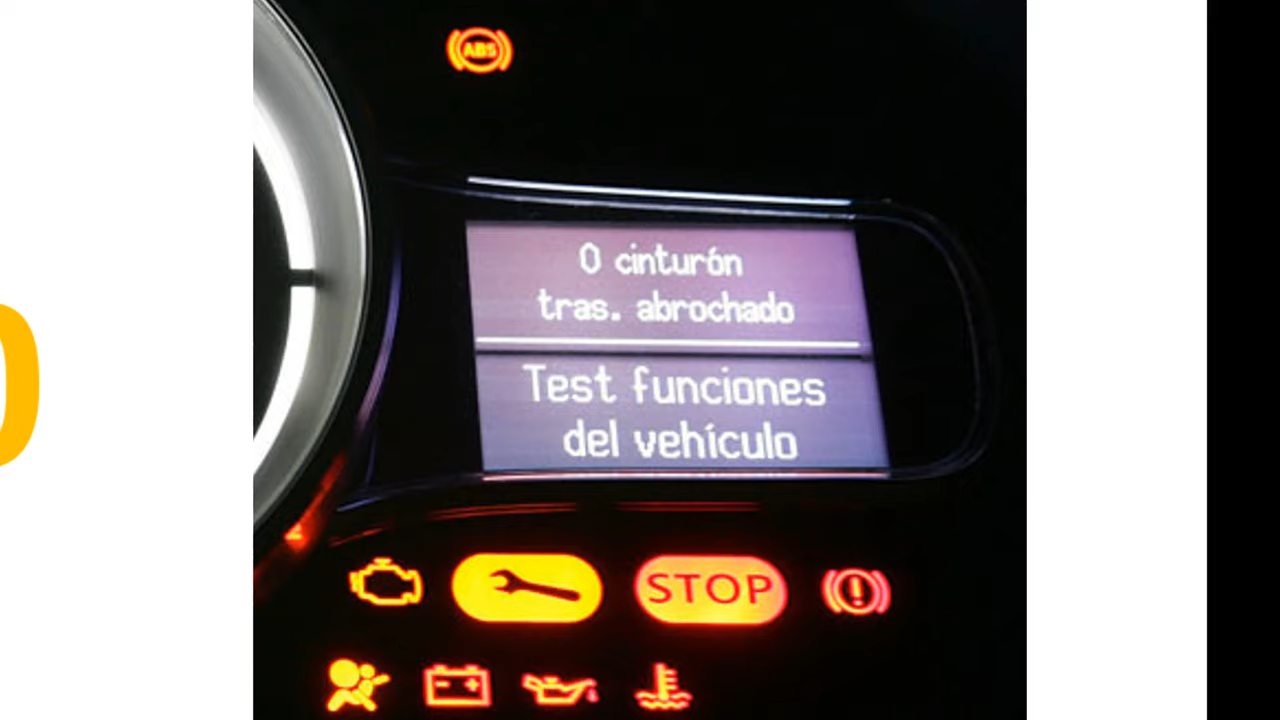 ABS
0 cinturón
tras. abrochado
Test funciones
del vehículo
STOP